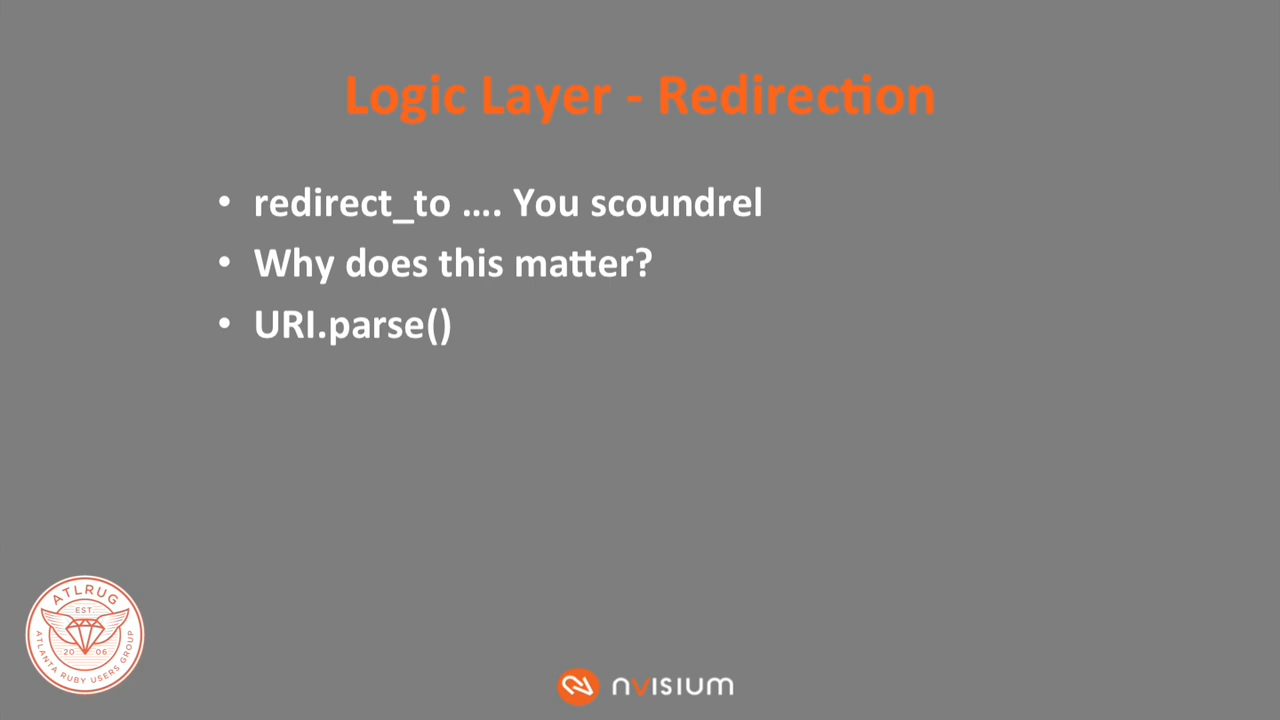 Logic Layer - Redirection
• redirect_to .... You scoundrel
• Why does this matter?
• URI.parse()
ATLRUG
EST.
20 06
ATLANTA RUBY USERS GROUP
nvisium